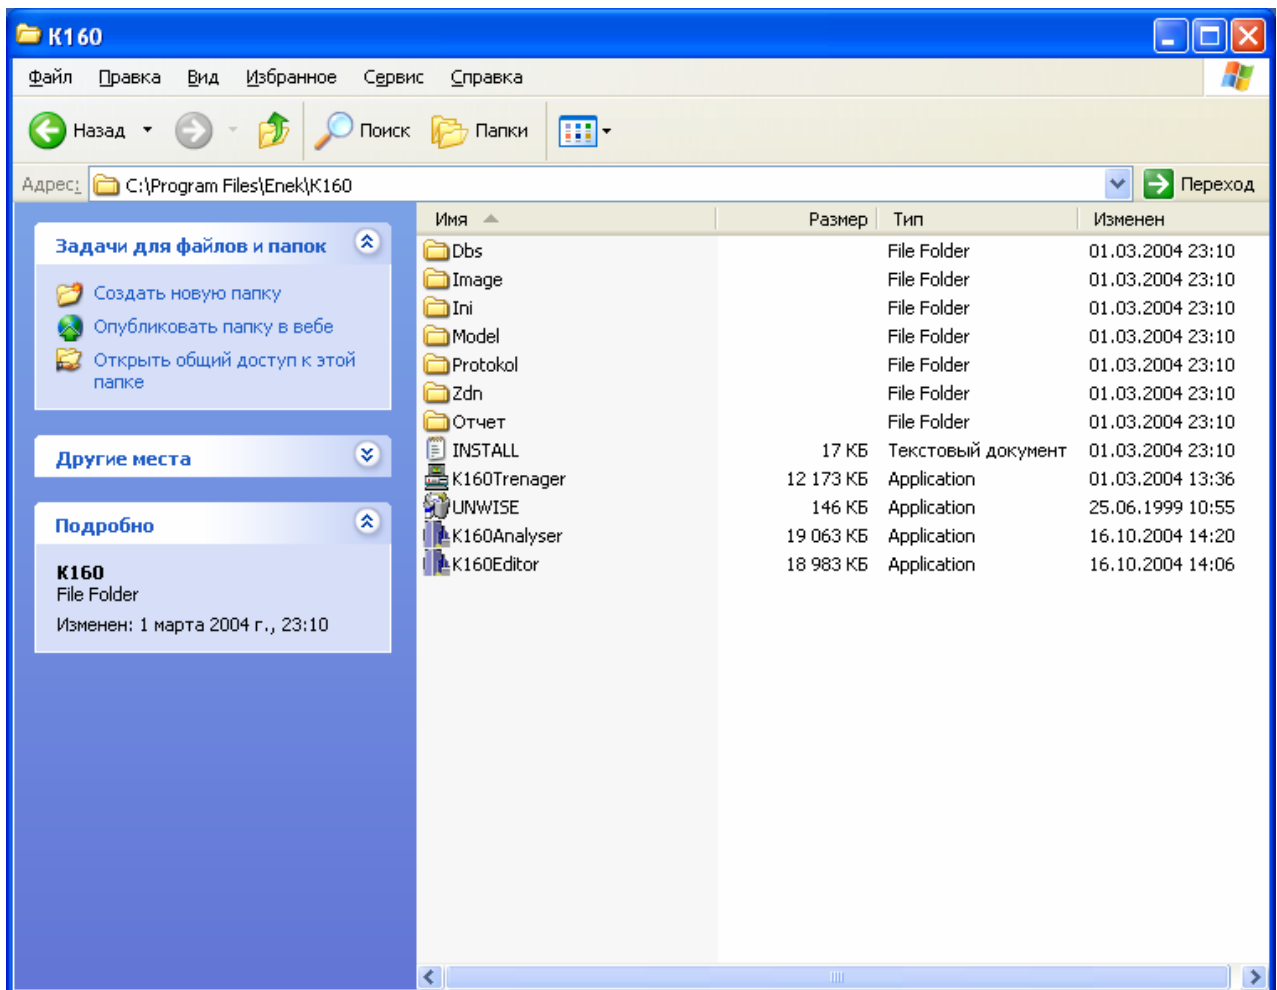 K160
Файл Правка Вид Избранное Сервис Справка
Назад Поиск Папки
Адрес: C:\Program Files\Enek\K160 Переход
Имя Размер Тип Изменен
Задачи для файлов и папок
Создать новую папку
Опубликовать папку в вебе
Открыть общий доступ к этой
папке
Другие места
Подробно
K160
File Folder
Изменен: 1 марта 2004 г., 23:10
Dbs File Folder 01.03.2004 23:10
Image File Folder 01.03.2004 23:10
Ini File Folder 01.03.2004 23:10
Model File Folder 01.03.2004 23:10
Protokol File Folder 01.03.2004 23:10
Zdn File Folder 01.03.2004 23:10
Отчет File Folder 01.03.2004 23:10
INSTALL 17 КБ Текстовый документ 01.03.2004 23:10
K160Trenager 12 173 КБ Application 01.03.2004 13:36
UNWISE 146 КБ Application 25.06.1999 10:55
K160Analyser 19 063 КБ Application 16.10.2004 14:20
K160Editor 18 983 КБ Application 16.10.2004 14:06